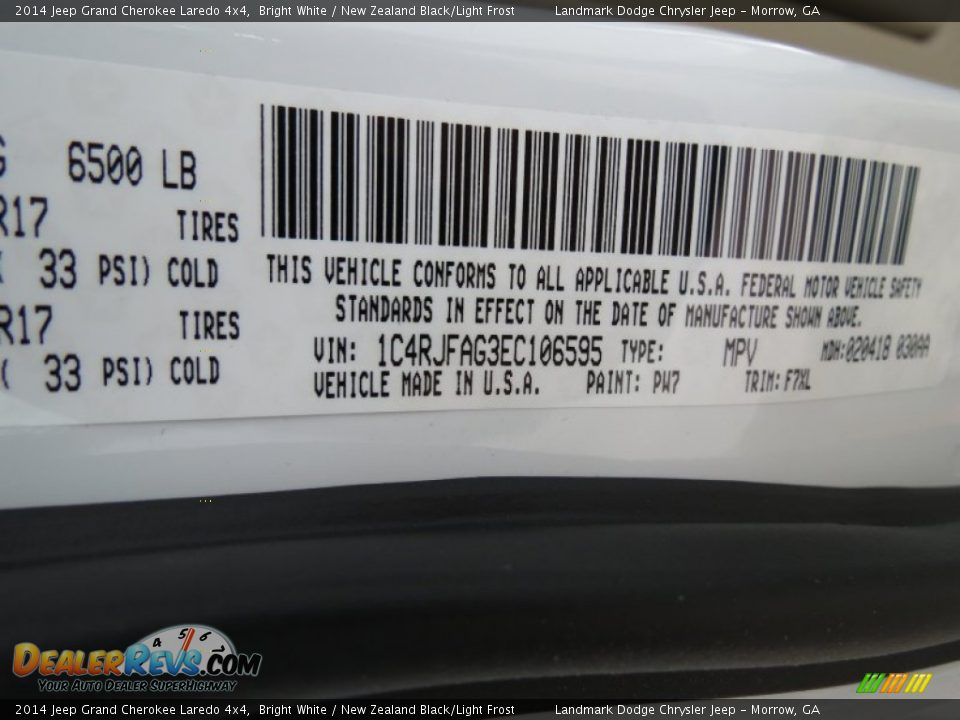 2014 Jeep Grand Cherokee Laredo 4x4, Bright White / New Zealand Black/Light Frost Landmark Dodge Chrysler Jeep - Morrow, GA
6500 LB
R17 TIRES
33 PSI) COLD
R17 TIRES
( 33 PSI) COLD
THIS VEHICLE CONFORMS TO ALL APPLICABLE U.S.A. FEDERAL MOTOR VEHICLE SAFETY
STANDARDS IN EFFECT ON THE DATE OF MANUFACTURE SHOWN ABOVE.
VIN: 1C4RJFAG3EC106595 TYPE: MPV MDH:020418 030AA
VEHICLE MADE IN U.S.A. PAINT: PW7 TRIM: F7XL
4 5 6
DEALERREVS.COM
YOUR AUTO DEALER SUPERHIGHWAY
2014 Jeep Grand Cherokee Laredo 4x4, Bright White / New Zealand Black/Light Frost Landmark Dodge Chrysler Jeep - Morrow, GA